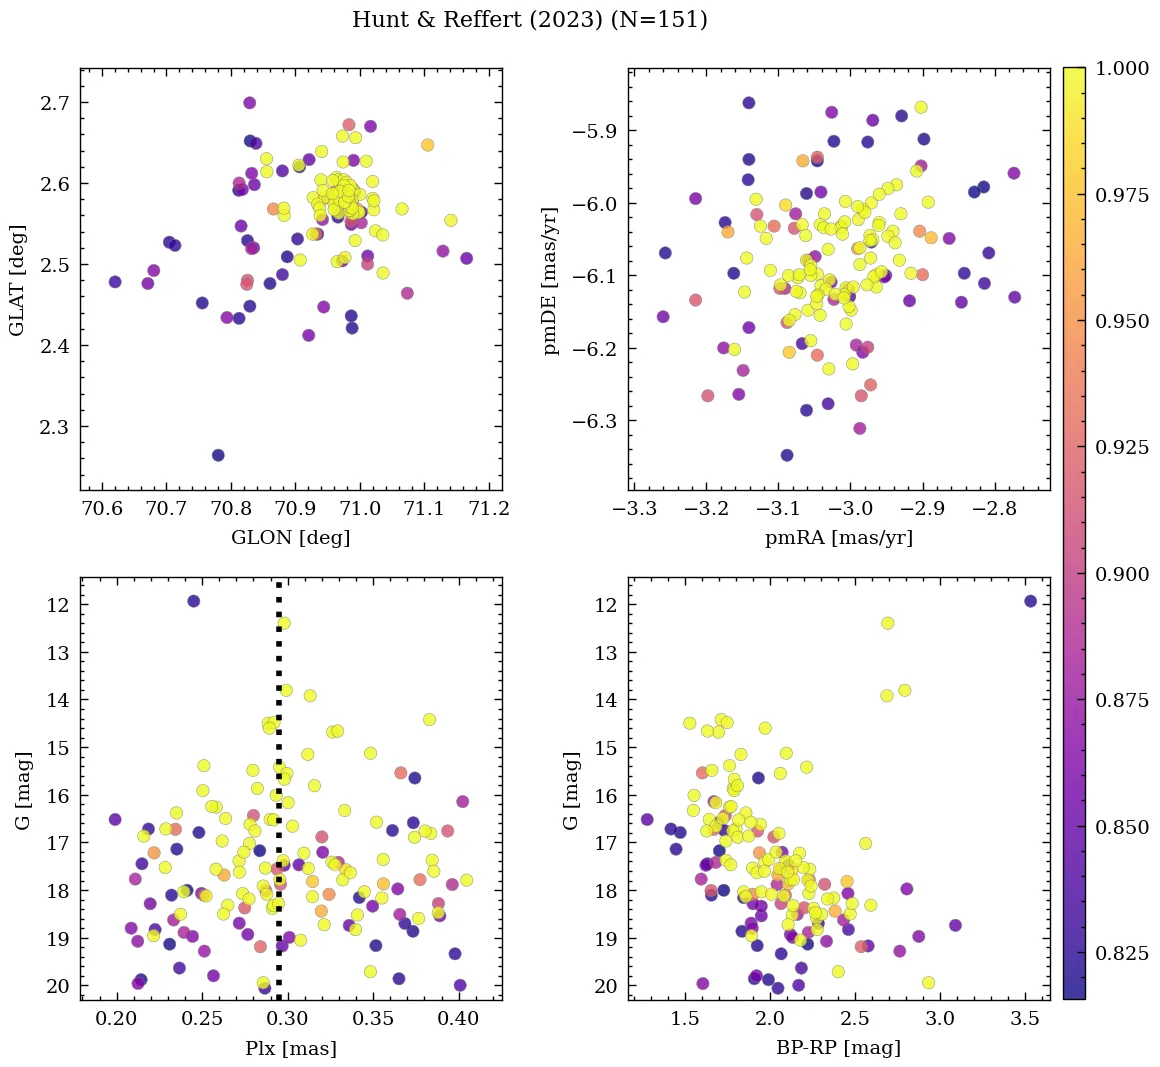 Hunt & Reffert (2023) (N=151)
2.7
2.6
2.5
2.4
2.3
GLAT [deg]
70.6 70.7 70.8 70.9 71.0 71.1 71.2
GLON [deg]
−5.9
−6.0
−6.1
−6.2
−6.3
pmDE [mas/yr]
−3.3 −3.2 −3.1 −3.0 −2.9 −2.8
pmRA [mas/yr]
1.000
0.975
0.950
0.925
0.900
0.875
0.850
0.825
12
13
14
15
16
17
18
19
20
G [mag]
0.20 0.25 0.30 0.35 0.40
Plx [mas]
12
13
14
15
16
17
18
19
20
G [mag]
1.5 2.0 2.5 3.0 3.5
BP-RP [mag]